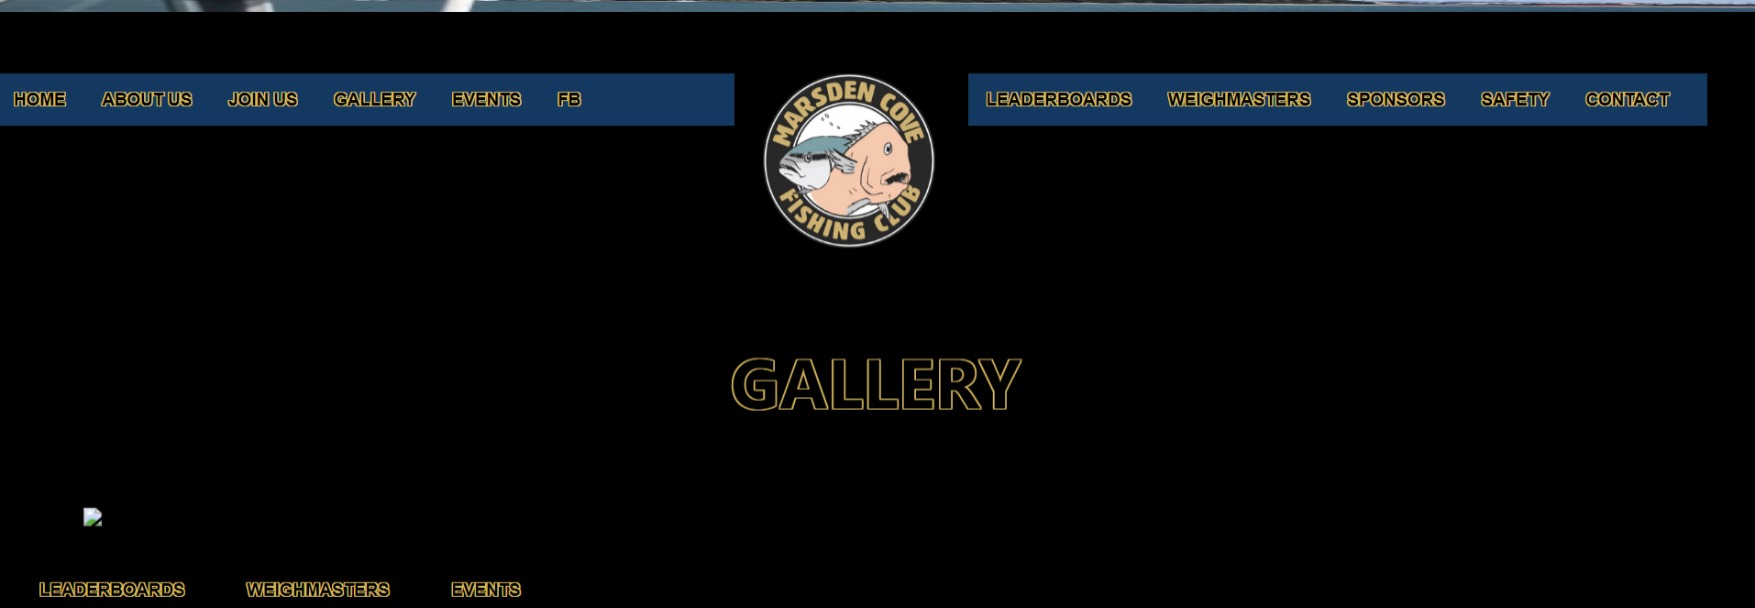 HOME ABOUT US JOIN US GALLERY EVENTS FB
MARSDEN COVE
FISHING CLUB
LEADERBOARDS WEIGHMASTERS SPONSORS SAFETY CONTACT
GALLERY
LEADERBOARDS WEIGHMASTERS EVENTS